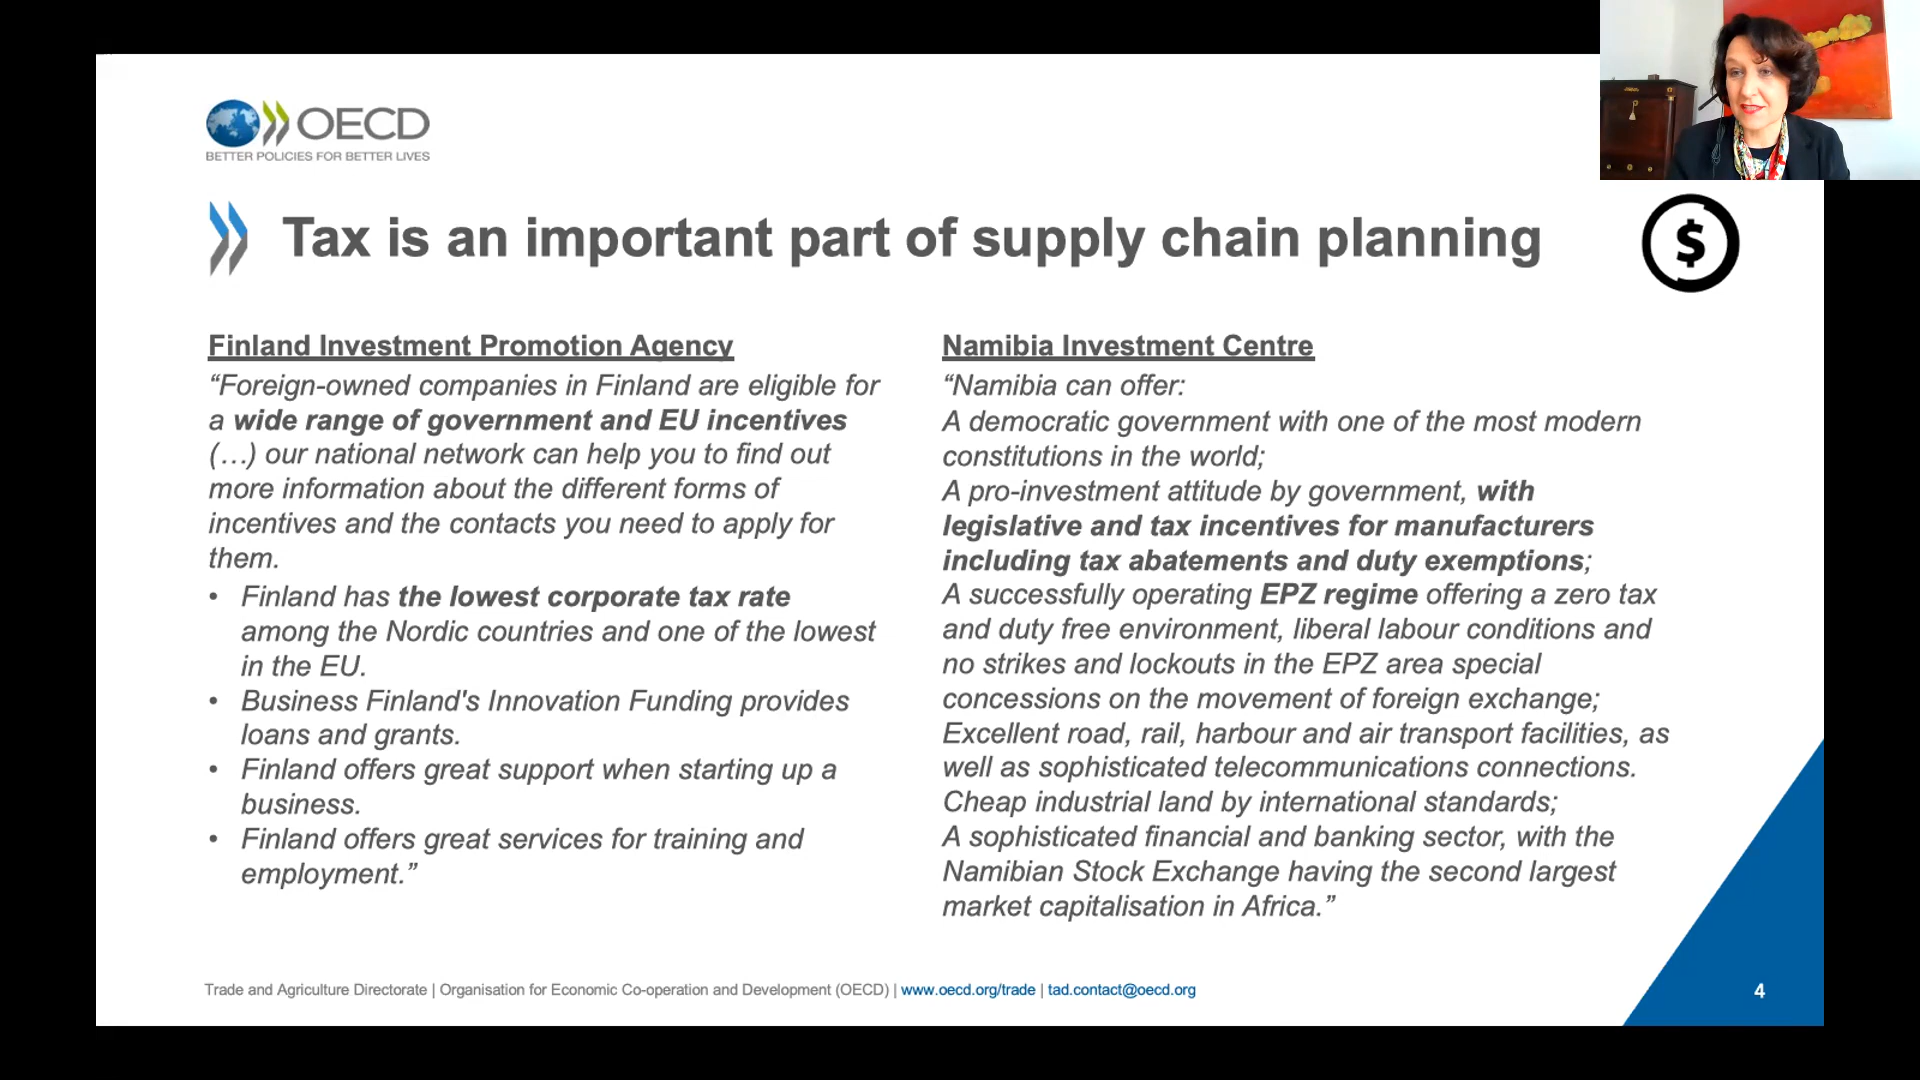 OECD
BETTER POLICIES FOR BETTER LIVES
Tax is an important part of supply chain planning
$
Finland Investment Promotion Agency
“Foreign-owned companies in Finland are eligible for
a wide range of government and EU incentives
(…) our national network can help you to find out
more information about the different forms of
incentives and the contacts you need to apply for
them.
• Finland has the lowest corporate tax rate
among the Nordic countries and one of the lowest
in the EU.
• Business Finland's Innovation Funding provides
loans and grants.
• Finland offers great support when starting up a
business.
• Finland offers great services for training and
employment.”
Namibia Investment Centre
“Namibia can offer:
A democratic government with one of the most modern
constitutions in the world;
A pro-investment attitude by government, with
legislative and tax incentives for manufacturers
including tax abatements and duty exemptions;
A successfully operating EPZ regime offering a zero tax
and duty free environment, liberal labour conditions and
no strikes and lockouts in the EPZ area special
concessions on the movement of foreign exchange;
Excellent road, rail, harbour and air transport facilities, as
well as sophisticated telecommunications connections.
Cheap industrial land by international standards;
A sophisticated financial and banking sector, with the
Namibian Stock Exchange having the second largest
market capitalisation in Africa.”
Trade and Agriculture Directorate | Organisation for Economic Co-operation and Development (OECD) | www.oecd.org/trade | tad.contact@oecd.org
4